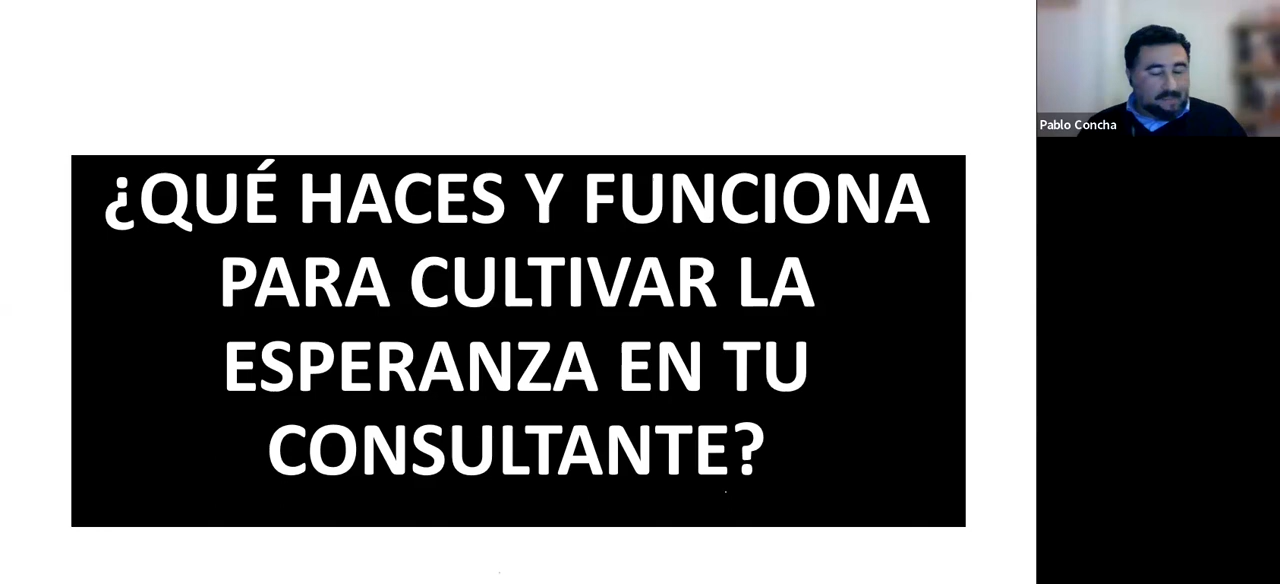 ¿QUÉ HACES Y FUNCIONA
PARA CULTIVAR LA
ESPERANZA EN TU
CONSULTANTE?
Pablo Concha